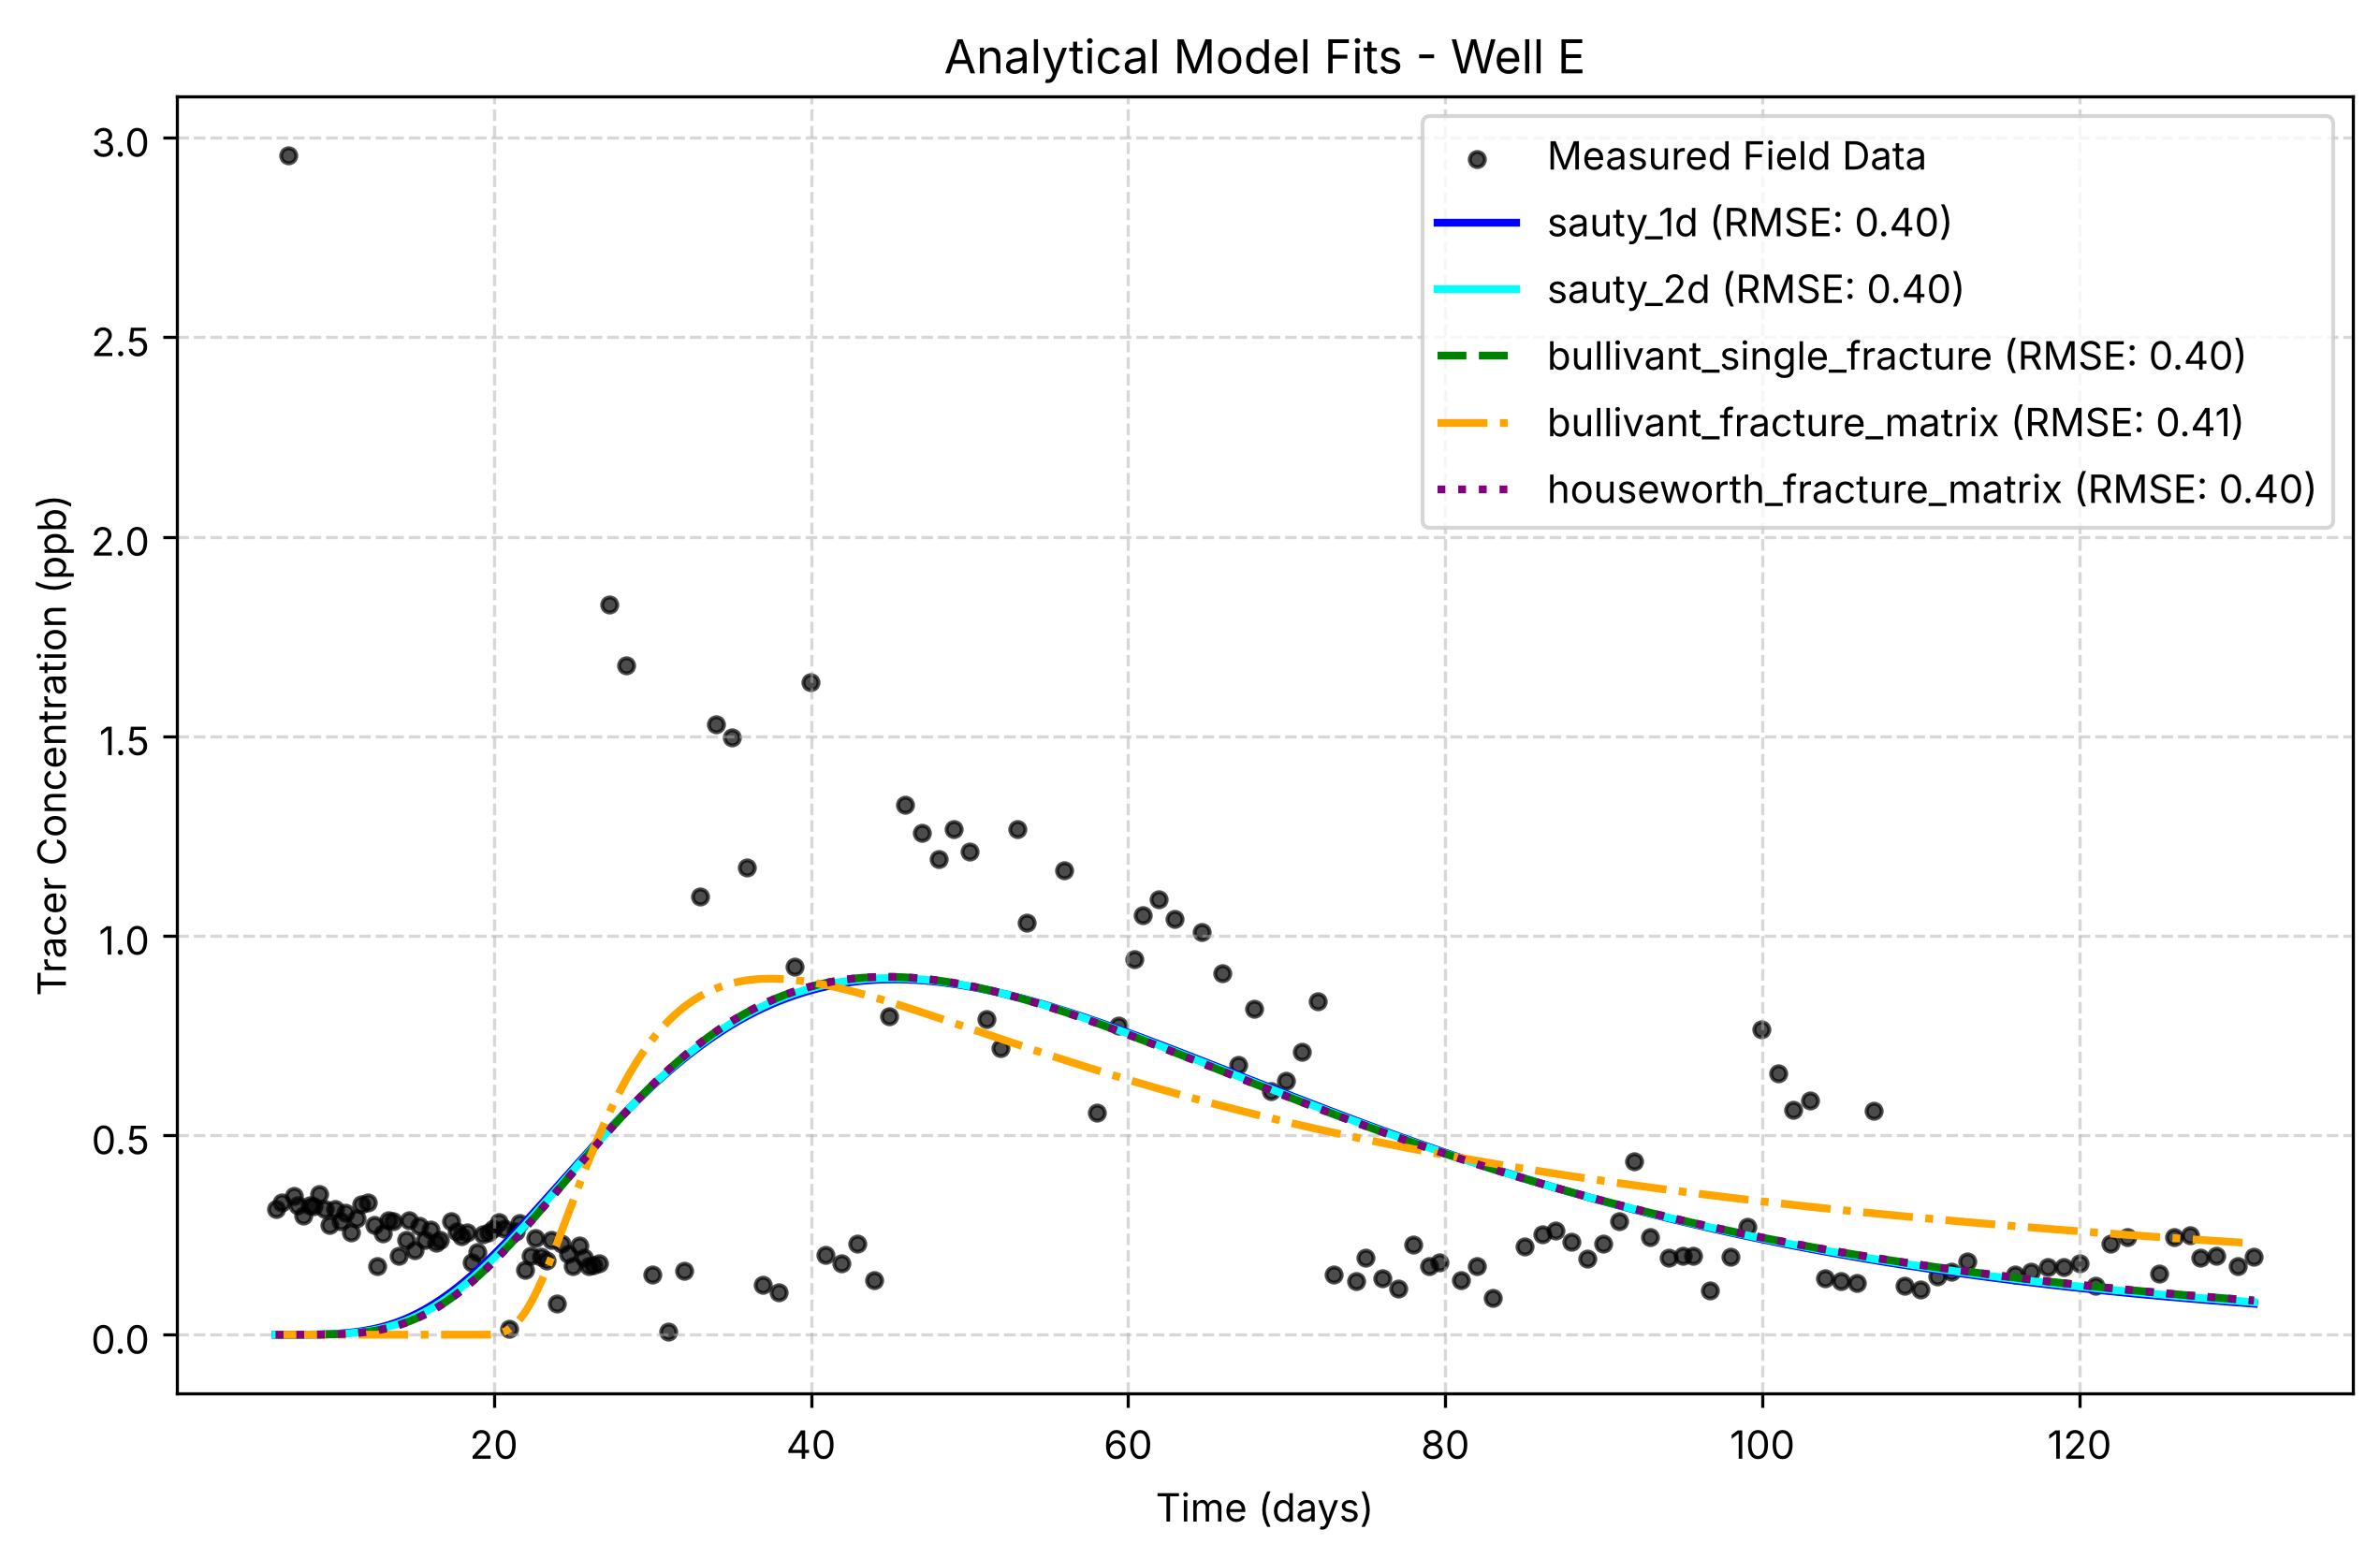 Analytical Model Fits - Well E
Measured Field Data
sauty_1d (RMSE: 0.40)
sauty_2d (RMSE: 0.40)
bullivant_single_fracture (RMSE: 0.40)
bullivant_fracture_matrix (RMSE: 0.41)
houseworth_fracture_matrix (RMSE: 0.40)
Tracer Concentration (ppb)
3.0
2.5
2.0
1.5
1.0
0.5
0.0
20 40 60 80 100 120
Time (days)